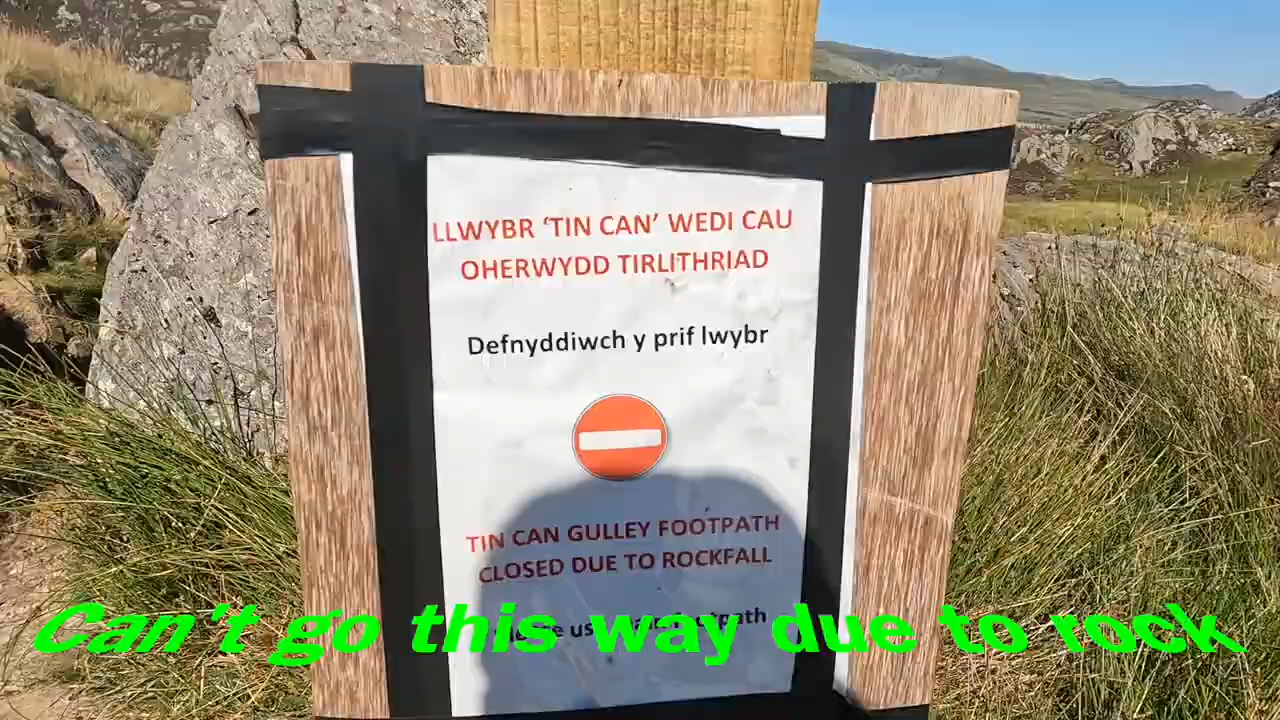 LLWYBR ‘TIN CAN’ WEDI CAU
OHERWYDD TIRLITHRIAD
Defnyddiwch y prif lwybr
TIN CAN GULLEY FOOTPATH
CLOSED DUE TO ROCKFALL
footpath
Can't go this way due to rock